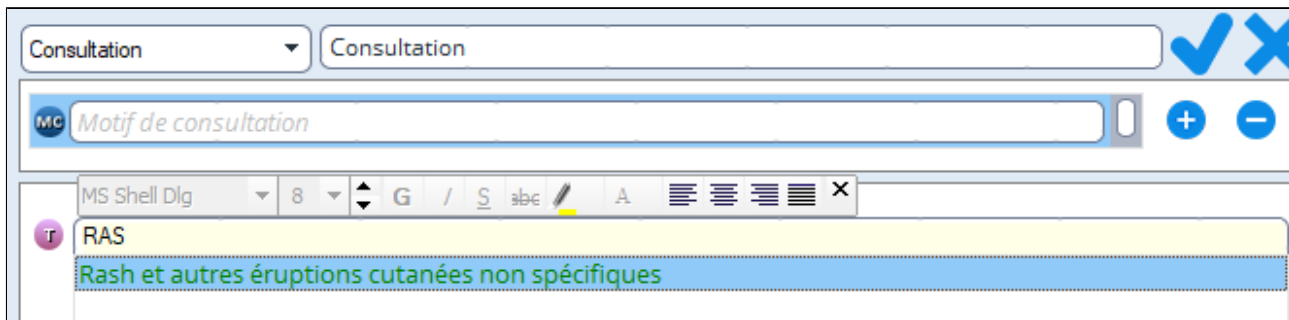 Consultation Consultation
MC Motif de consultation
MS Shell Dlg 8 G / S abc A
T RAS
Rash et autres éruptions cutanées non spécifiques